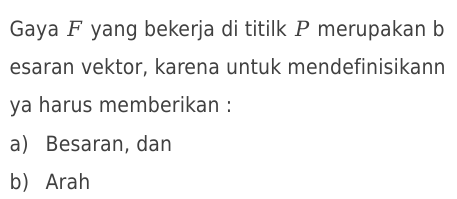 Gaya F yang bekerja di titilk P merupakan b
esaran vektor, karena untuk mendefinisikann
ya harus memberikan :
a) Besaran, dan
b) Arah